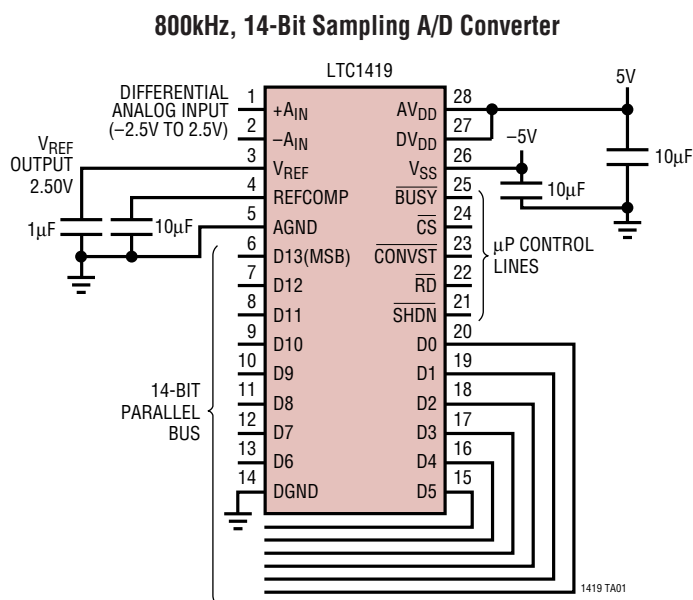 800kHz, 14-Bit Sampling A/D Converter
LTC1419
DIFFERENTIAL
ANALOG INPUT
(–2.5V TO 2.5V)
VREF
OUTPUT
2.50V
1µF
10µF
14-BIT
PARALLEL
BUS
1 +AIN
2 –AIN
3 VREF
4 REFCOMP
5 AGND
6 D13(MSB)
7 D12
8 D11
9 D10
10 D9
11 D8
12 D7
13 D6
14 DGND
AVDD 28
DVDD 27
VSS 26
BUSY 25
CS 24
CONVST 23
RD 22
SHDN 21
D0 20
D1 19
D2 18
D3 17
D4 16
D5 15
5V
–5V
10µF
10µF
µP CONTROL
LINES
1419 TA01